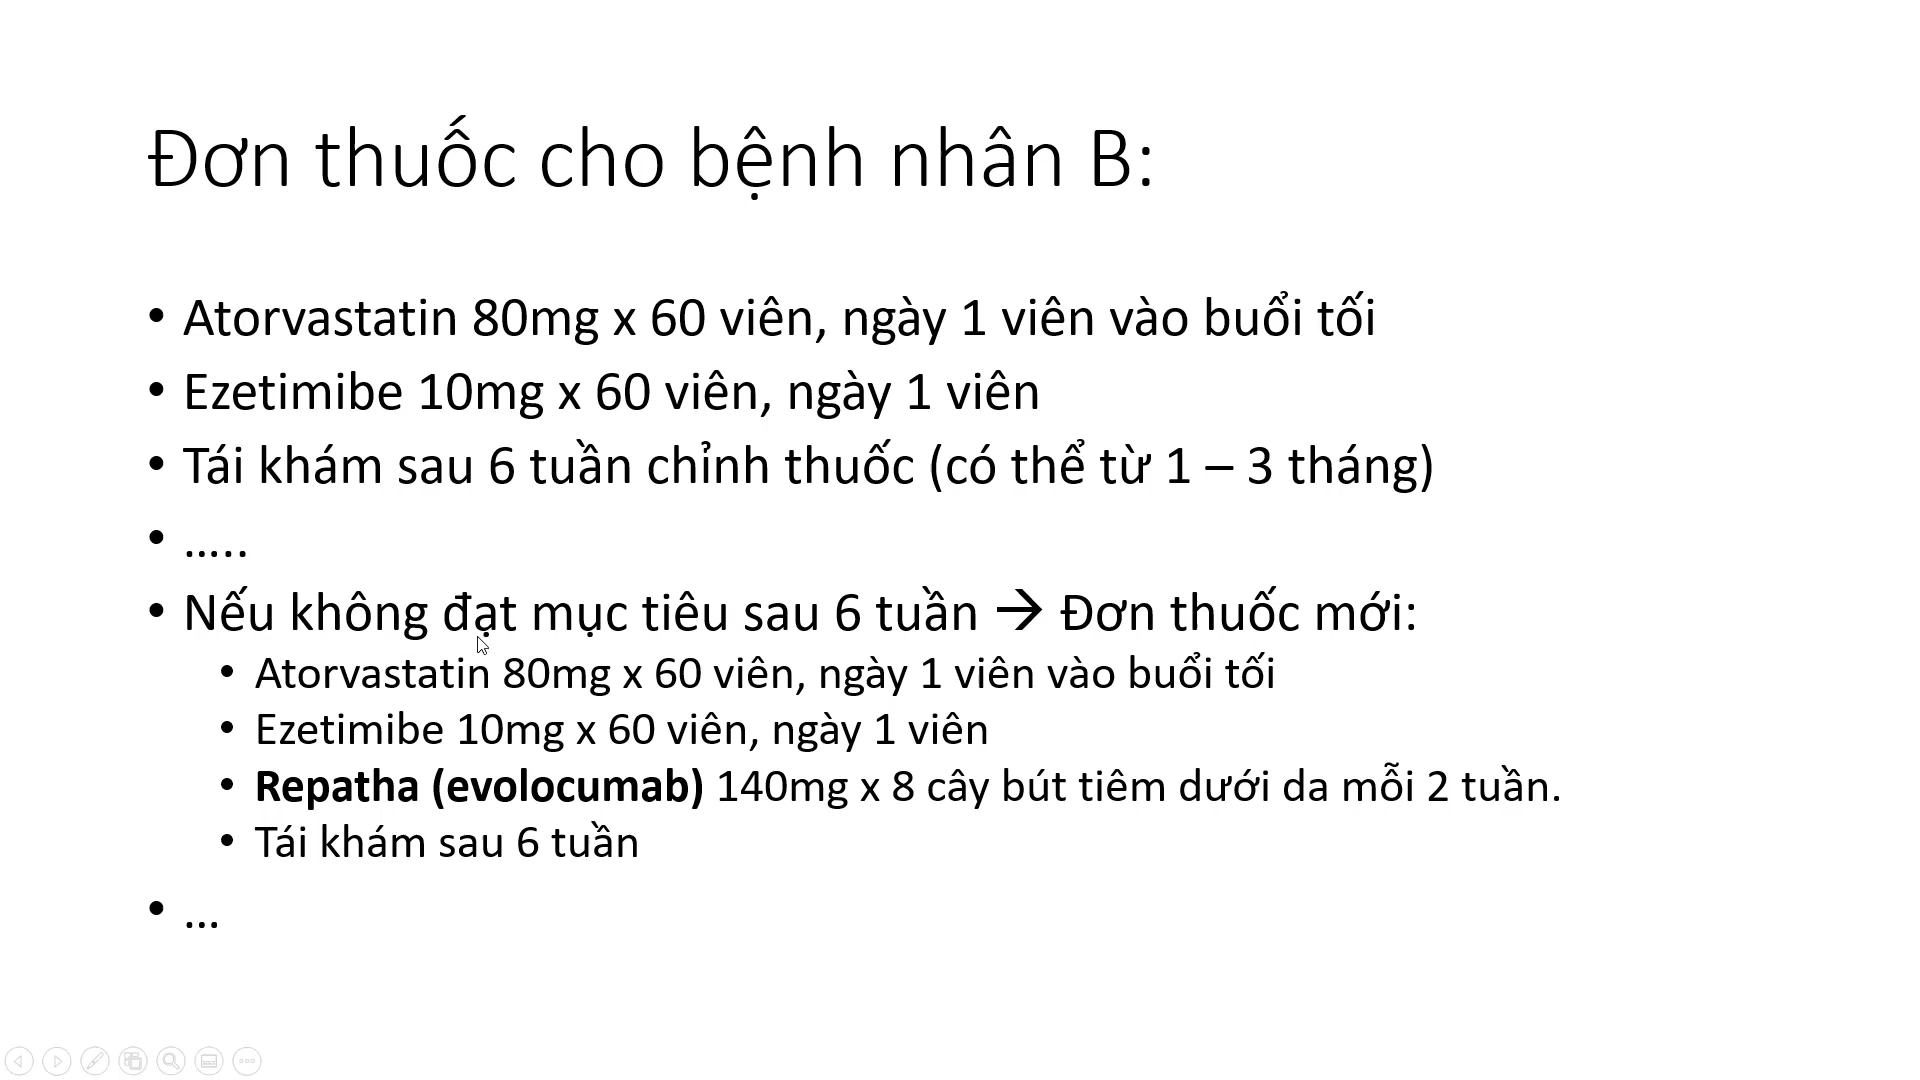 Đơn thuốc cho bệnh nhân B:
• Atorvastatin 80mg x 60 viên, ngày 1 viên vào buổi tối
• Ezetimibe 10mg x 60 viên, ngày 1 viên
• Tái khám sau 6 tuần chỉnh thuốc (có thể từ 1 – 3 tháng)
• …..
• Nếu không đạt mục tiêu sau 6 tuần → Đơn thuốc mới:
• Atorvastatin 80mg x 60 viên, ngày 1 viên vào buổi tối
• Ezetimibe 10mg x 60 viên, ngày 1 viên
• Repatha (evolocumab) 140mg x 8 cây bút tiêm dưới da mỗi 2 tuần.
• Tái khám sau 6 tuần
• …